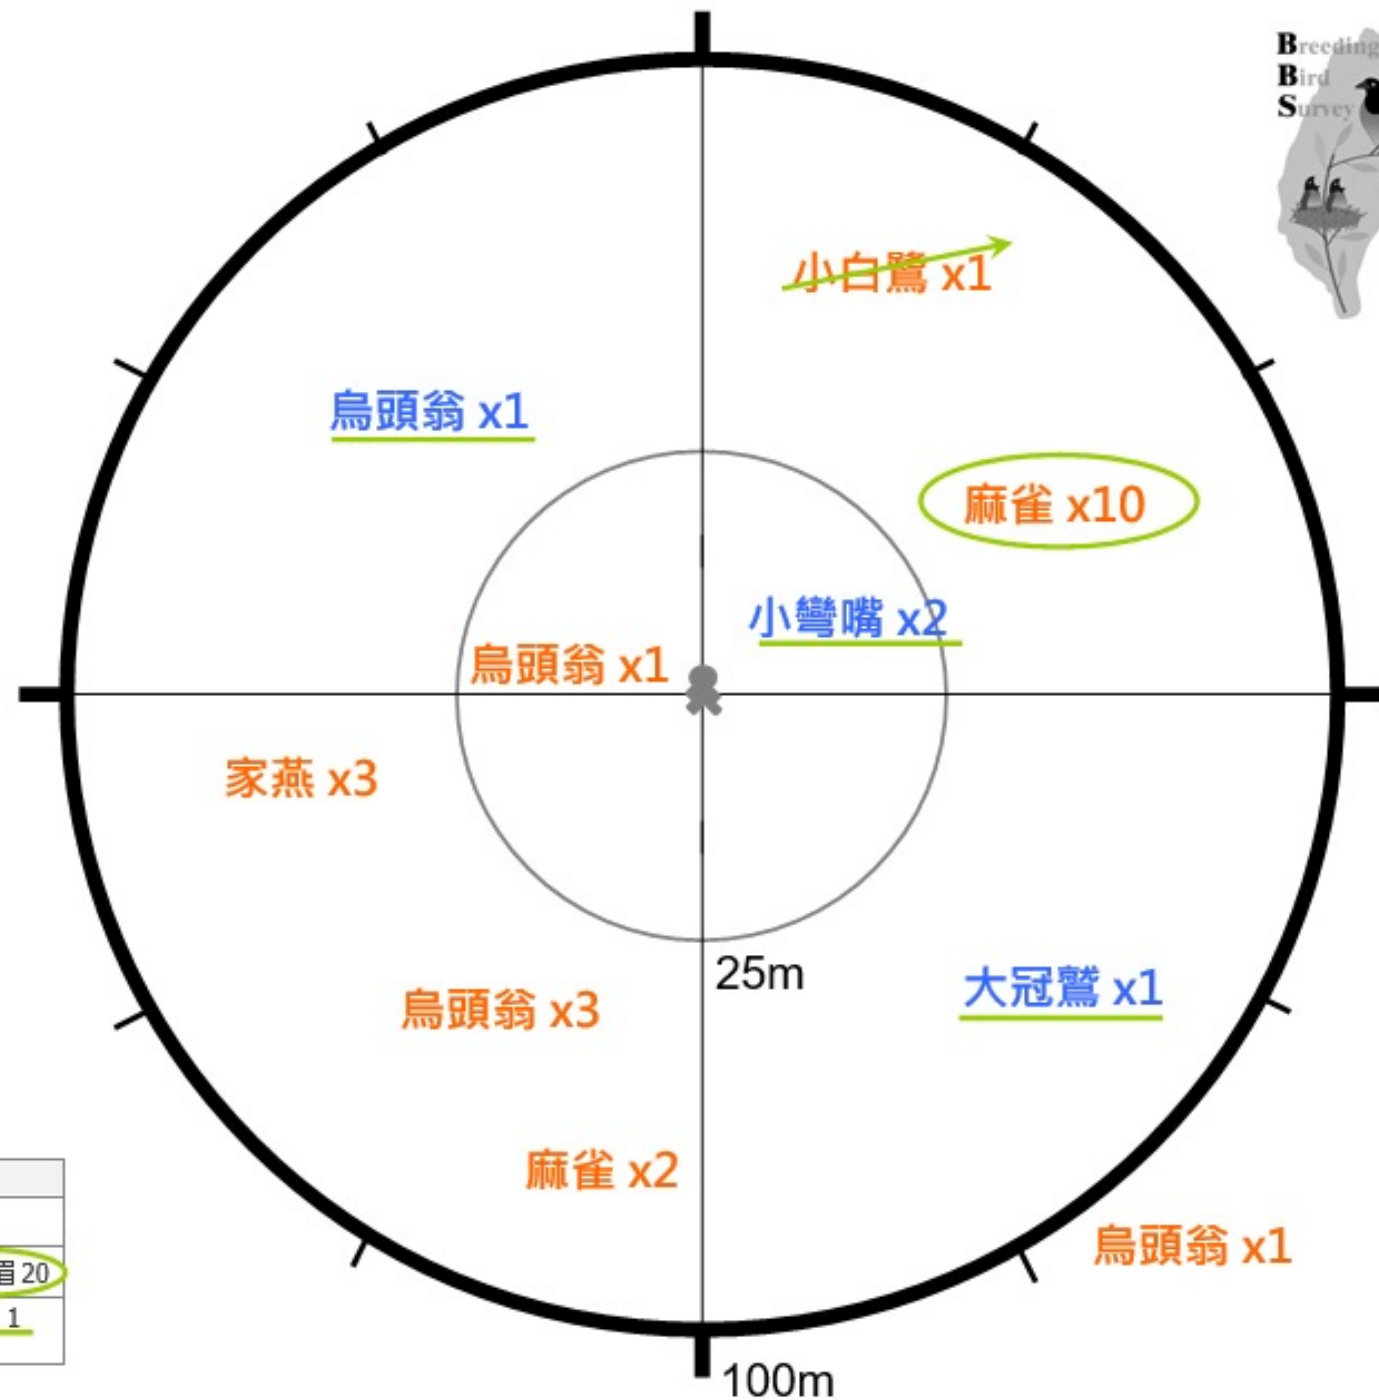 Breeding
Bird
Survey
小白鷺 x1
烏頭翁 x1
麻雀 x10
小彎嘴 x2
烏頭翁 x1
家燕 x3
25m
大冠鷲 x1
烏頭翁 x3
麻雀 x2
烏頭翁 x1
眉 20
1
100m